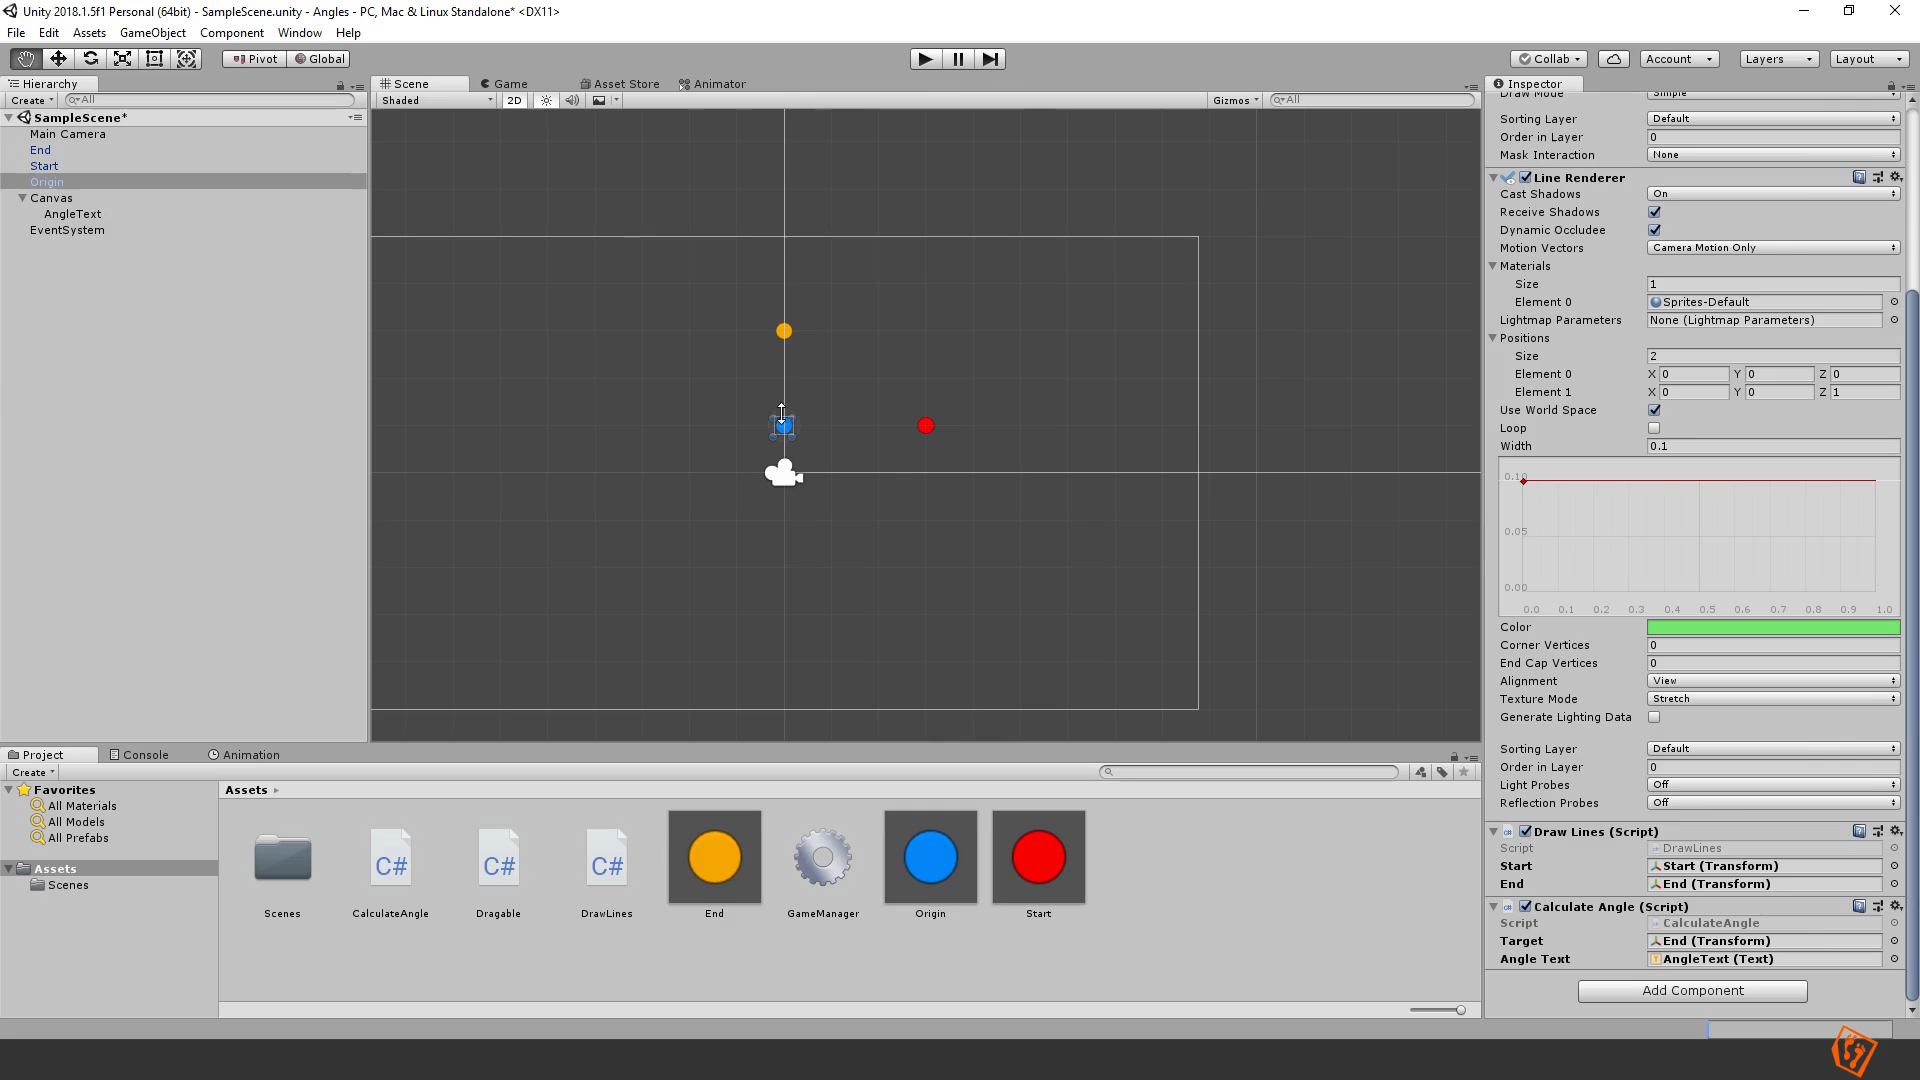 Unity 2018.1.5f1 Personal (64bit) - SampleScene.unity - Angles - PC, Mac & Linux Standalone* <DX11>
File Edit Assets GameObject Component Window Help
Pivot Global Collab Account Layers Layout
Hierarchy
Create All
SampleScene*
Main Camera
End
Start
Origin
Canvas
AngleText
EventSystem
Scene Game Asset Store Animator
Shaded 2D Gizmos All
Inspector
Draw Mode Simple
Sorting Layer Default
Order in Layer 0
Mask Interaction None
Line Renderer
Cast Shadows On
Receive Shadows
Dynamic Occludee
Motion Vectors Camera Motion Only
Materials
Size 1
Element 0 Sprites-Default
Lightmap Parameters None (Lightmap Parameters)
Positions
Size 2
Element 0 X 0 Y 0 Z 0
Element 1 X 0 Y 0 Z 1
Use World Space
Loop
Width 0.1
0.10
0.05
0.00
0.0 0.1 0.2 0.3 0.4 0.5 0.6 0.7 0.8 0.9 1.0
Color
Corner Vertices 0
End Cap Vertices 0
Alignment View
Texture Mode Stretch
Generate Lighting Data
Sorting Layer Default
Order in Layer 0
Light Probes Off
Reflection Probes Off
Draw Lines (Script)
Script DrawLines
Start Start (Transform)
End End (Transform)
Calculate Angle (Script)
Script CalculateAngle
Target End (Transform)
Angle Text AngleText (Text)
Add Component
Project Console Animation
Create
Favorites
All Materials
All Models
All Prefabs
Assets
Scenes
Assets
C# C# C#
Scenes CalculateAngle Dragable DrawLines End GameManager Origin Start